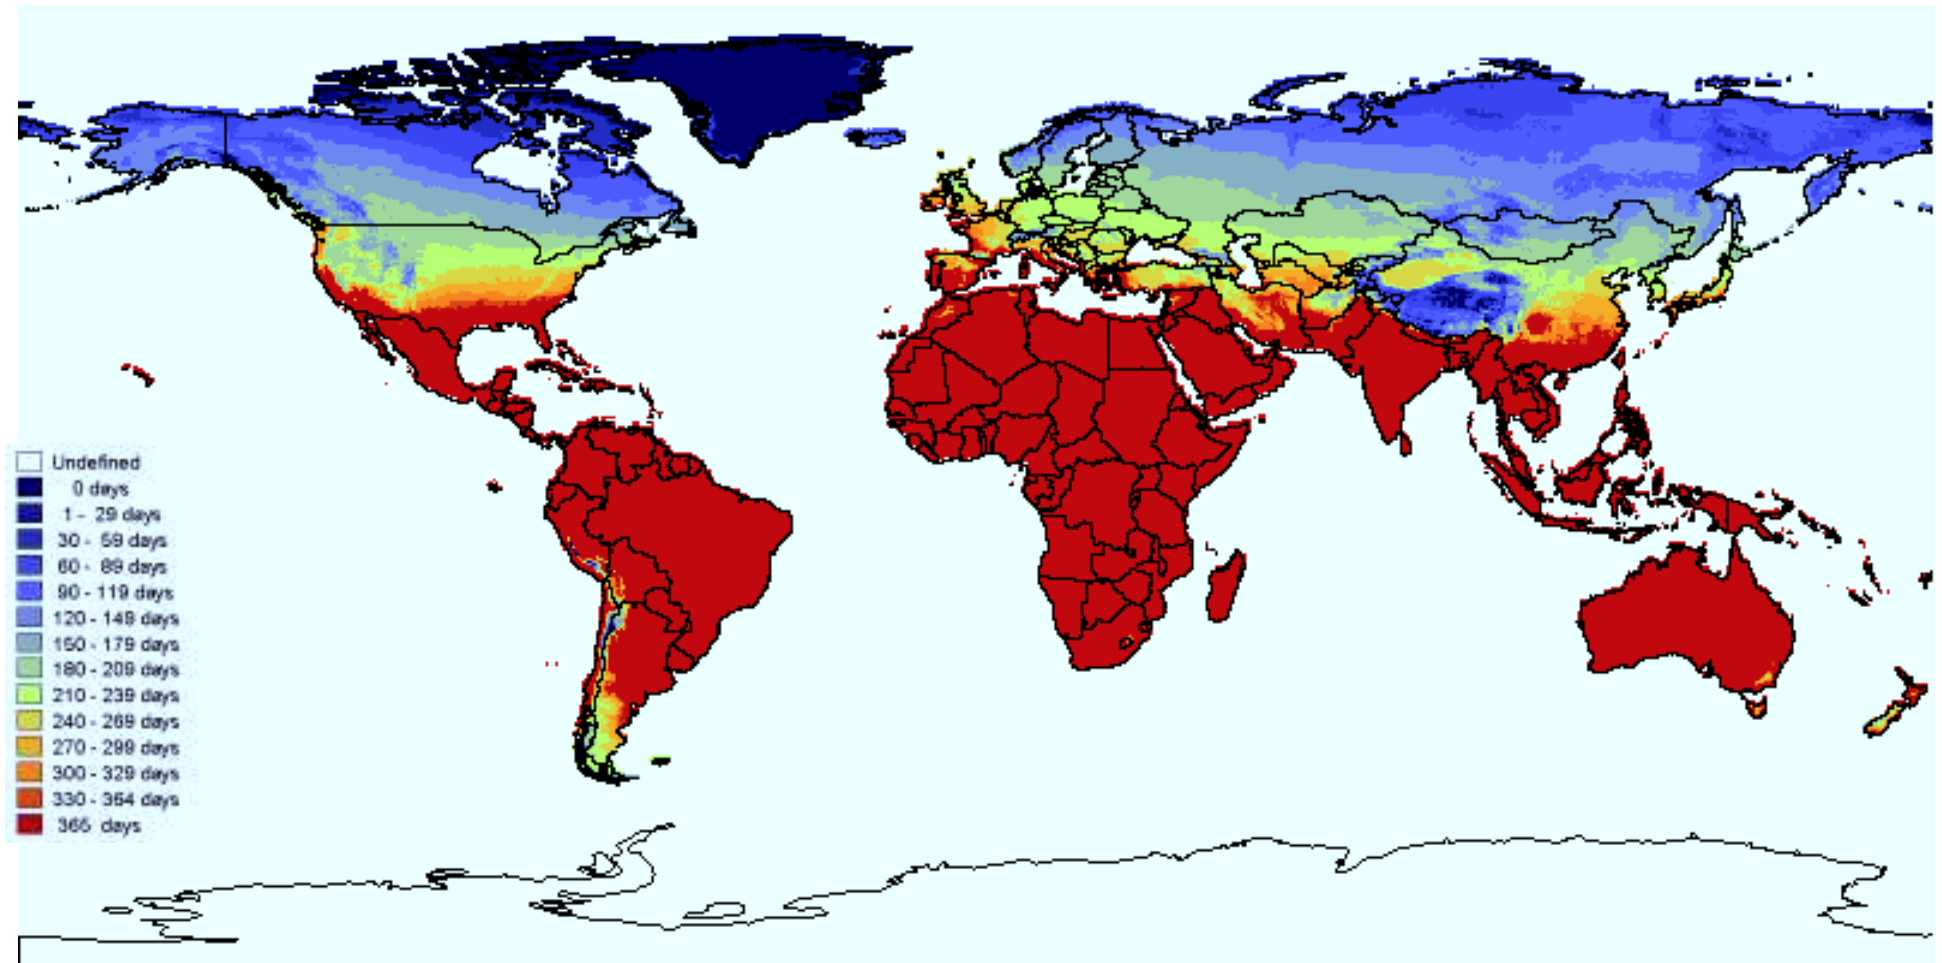 Undefined
0 days
1 - 29 days
30 - 59 days
60 - 89 days
90 - 119 days
120 - 149 days
150 - 179 days
180 - 209 days
210 - 239 days
240 - 269 days
270 - 299 days
300 - 329 days
330 - 364 days
365 days